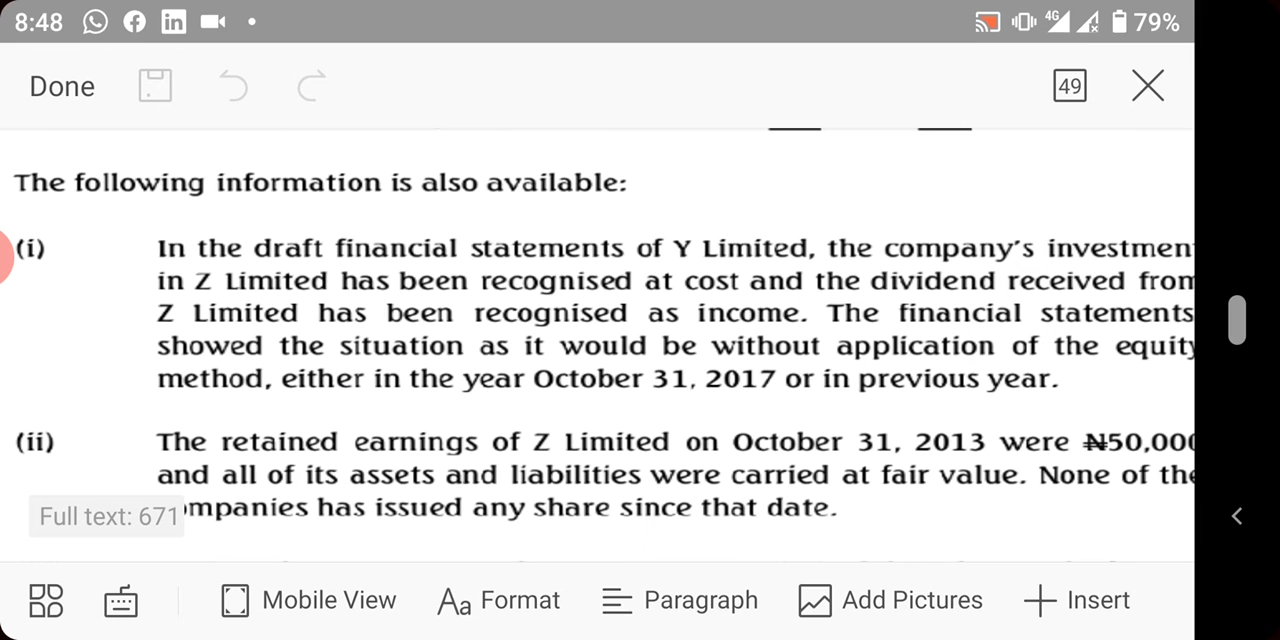 8:48
4G
79%
Done
49
The following information is also available:
(i) In the draft financial statements of Y Limited, the company's investmen
in Z Limited has been recognised at cost and the dividend received from
Z Limited has been recognised as income. The financial statements
showed the situation as it would be without application of the equity
method, either in the year October 31, 2017 or in previous year.
(ii) The retained earnings of Z Limited on October 31, 2013 were ₦50,000
and all of its assets and liabilities were carried at fair value. None of the
Full text: 671 ompanies has issued any share since that date.
Mobile View Aa Format Paragraph Add Pictures Insert